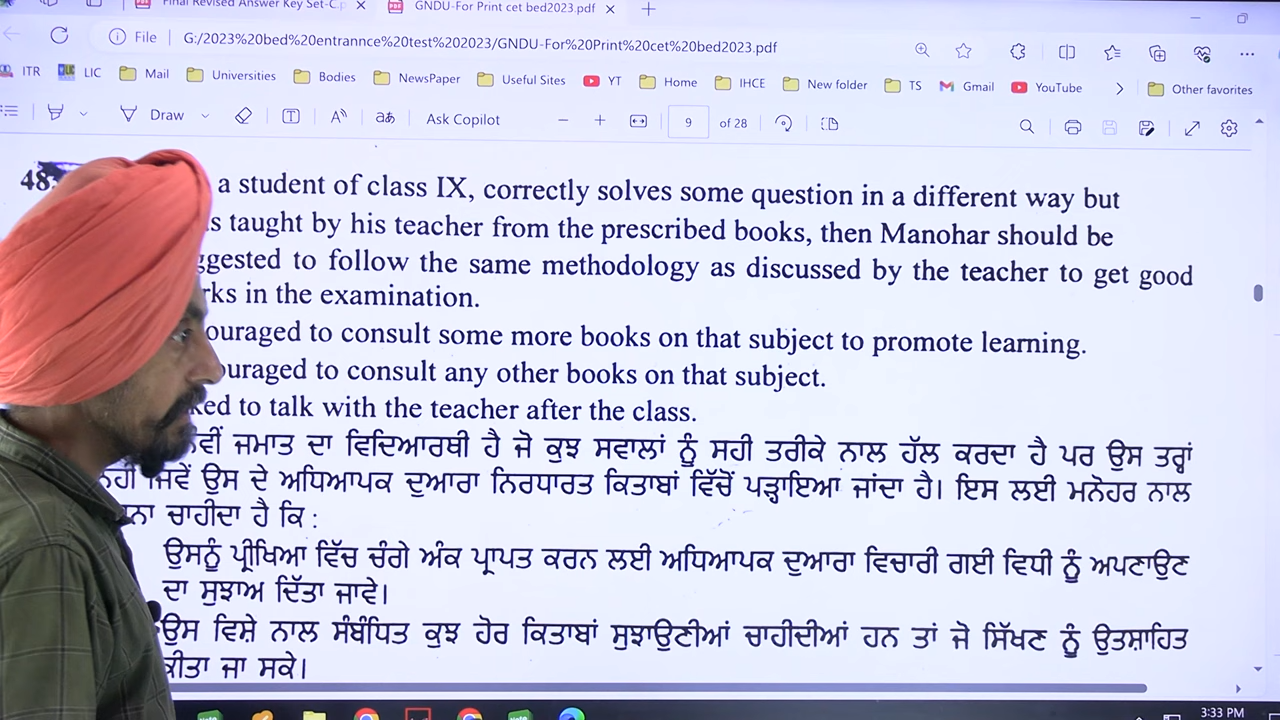 Final Revised Answer Key Set-C.p
GNDU-For Print cet bed2023.pdf
File G:/2023%20bed%20entrannce%20test%202023/GNDU-For%20Print%20cet%20bed2023.pdf
ITR LIC Mail Universities Bodies NewsPaper Useful Sites YT Home IHCE New folder TS Gmail YouTube Other favorites
Draw Ask Copilot 9 of 28
48. a student of class IX, correctly solves some question in a different way but
taught by his teacher from the prescribed books, then Manohar should be
to follow the same methodology as discussed by the teacher to get good
in the examination.
to consult some more books on that subject to promote learning.
to consult any other books on that subject.
to talk with the teacher after the class.
ਜਮਾਤ ਦਾ ਵਿਦਿਆਰਥੀ ਹੈ ਜੋ ਕੁਝ ਸਵਾਲਾਂ ਨੂੰ ਸਹੀ ਤਰੀਕੇ ਨਾਲ ਹੱਲ ਕਰਦਾ ਹੈ ਪਰ ਉਸ ਤਰ੍ਹਾਂ
ਜਿਵੇਂ ਉਸ ਦੇ ਅਧਿਆਪਕ ਦੁਆਰਾ ਨਿਰਧਾਰਤ ਕਿਤਾਬਾਂ ਵਿੱਚੋਂ ਪੜ੍ਹਾਇਆ ਜਾਂਦਾ ਹੈ। ਇਸ ਲਈ ਮਨੋਹਰ ਨਾਲ
ਚਾਹੀਦਾ ਹੈ ਕਿ :
ਉਸਨੂੰ ਪ੍ਰੀਖਿਆ ਵਿੱਚ ਚੰਗੇ ਅੰਕ ਪ੍ਰਾਪਤ ਕਰਨ ਲਈ ਅਧਿਆਪਕ ਦੁਆਰਾ ਵਿਚਾਰੀ ਗਈ ਵਿਧੀ ਨੂੰ ਅਪਣਾਉਣ
ਦਾ ਸੁਝਾਅ ਦਿੱਤਾ ਜਾਵੇ।
ਉਸ ਵਿਸ਼ੇ ਨਾਲ ਸੰਬੰਧਿਤ ਕੁਝ ਹੋਰ ਕਿਤਾਬਾਂ ਸੁਝਾਉਣੀਆਂ ਚਾਹੀਦੀਆਂ ਹਨ ਤਾਂ ਜੋ ਸਿੱਖਣ ਨੂੰ ਉਤਸ਼ਾਹਿਤ
ਕੀਤਾ ਜਾ ਸਕੇ।
3:33 PM